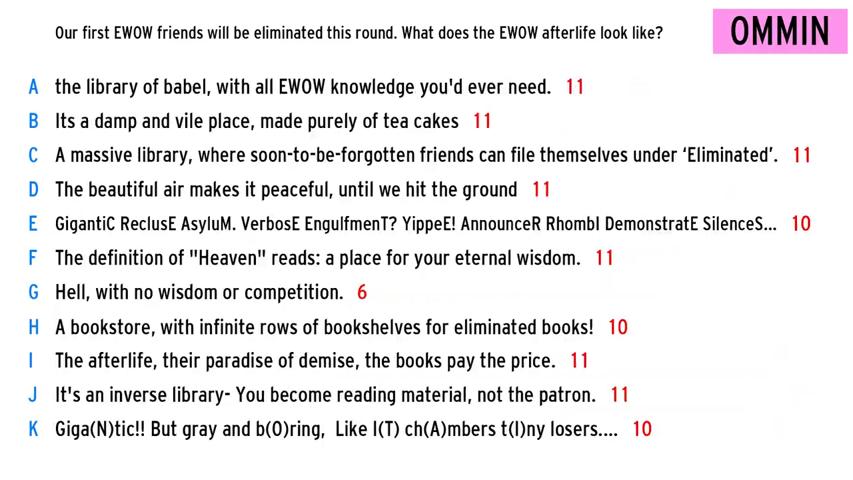 Our first EWOW friends will be eliminated this round. What does the EWOW afterlife look like?
OMMIN
A the library of babel, with all EWOW knowledge you'd ever need. 11
B Its a damp and vile place, made purely of tea cakes 11
C A massive library, where soon-to-be-forgotten friends can file themselves under ‘Eliminated’. 11
D The beautiful air makes it peaceful, until we hit the ground 11
E GigantiC ReclusE AsyluM. VerbosE EngulfmenT? YippeE! AnnounceR RhombI DemonstratE SilenceS... 10
F The definition of "Heaven" reads: a place for your eternal wisdom. 11
G Hell, with no wisdom or competition. 6
H A bookstore, with infinite rows of bookshelves for eliminated books! 10
I The afterlife, their paradise of demise, the books pay the price. 11
J It's an inverse library- You become reading material, not the patron. 11
K Giga(N)tic!! But gray and b(O)ring, Like I(T) ch(A)mbers t(I)ny losers.... 10